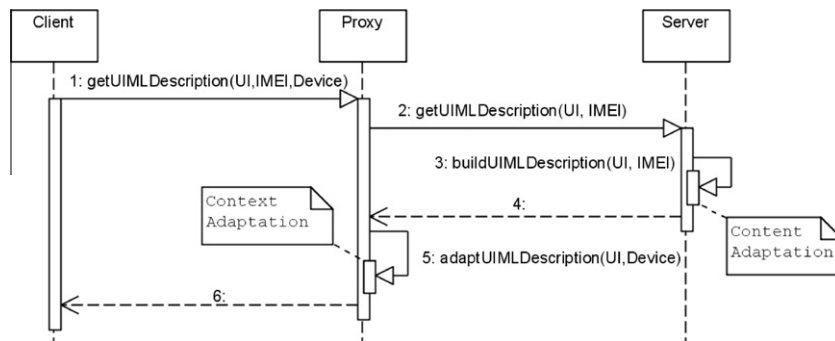 Client
Proxy
Server
1: getUIMLDescription(UI,IMEI,Device)
2: getUIMLDescription(UI, IMEI)
3: buildUIMLDescription(UI, IMEI)
Context
Adaptation
4:
Content
Adaptation
5: adaptUIMLDescription(UI,Device)
6: